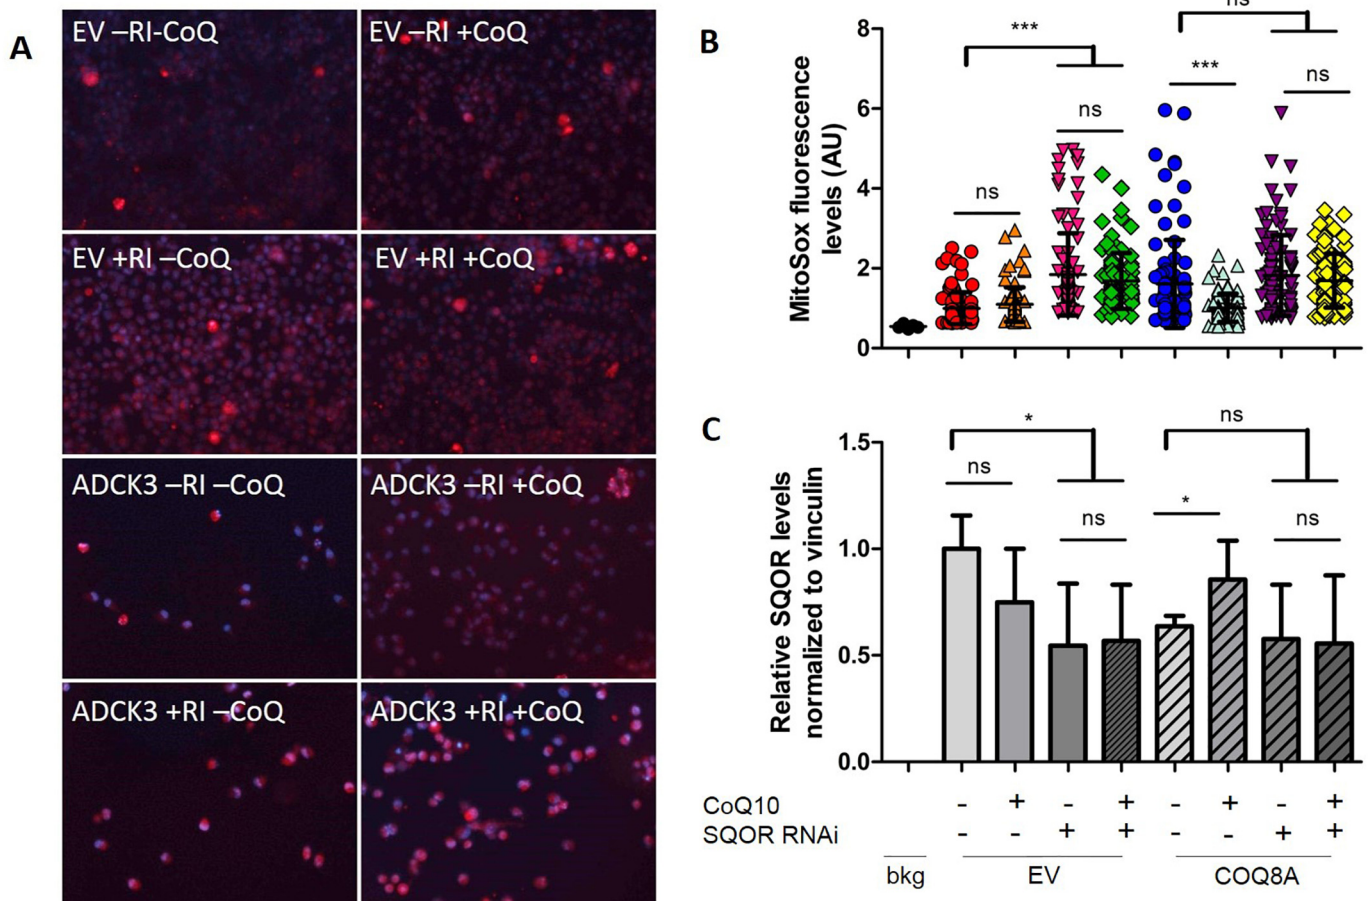 A
EV –RI-CoQ
EV –RI +CoQ
EV +RI –CoQ
EV +RI +CoQ
ADCK3 –RI –CoQ
ADCK3 –RI +CoQ
ADCK3 +RI –CoQ
ADCK3 +RI +CoQ
B
MitoSox fluorescence
levels (AU)
8
6
4
2
0
ns
***
ns
ns
***
ns
C
Relative SQOR levels
normalized to vinculin
1.5
1.0
0.5
0.0
ns
*
ns
*
ns
ns
CoQ10 - + - + - + - +
SQOR RNAi - - + + - - + +
bkg EV COQ8A